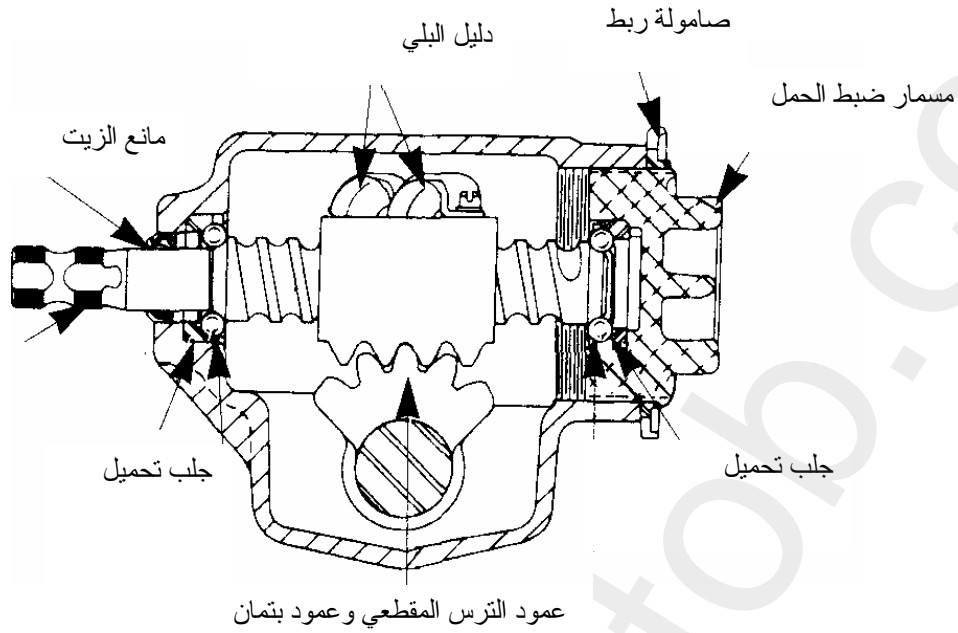 صامولة ربط
دليل البلي
مسمار ضبط الحمل
مانع الزيت
جلب تحميل
جلب تحميل
عمود الترس المقطعي وعمود بتمان